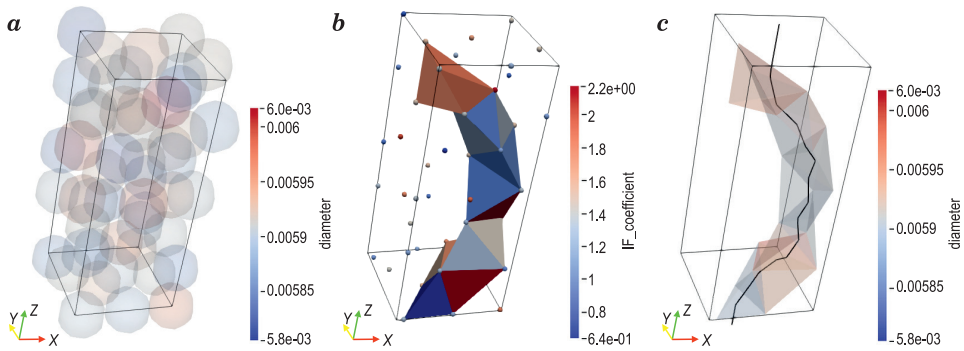 a
6.0e-03
0.006
0.00595
0.0059
0.00585
5.8e-03
diameter
Y
Z
X
b
2.2e+00
2
1.8
1.6
1.4
1.2
1
0.8
6.4e-01
IF_coefficient
Y
Z
X
c
6.0e-03
0.006
0.00595
0.0059
0.00585
5.8e-03
diameter
Y
Z
X